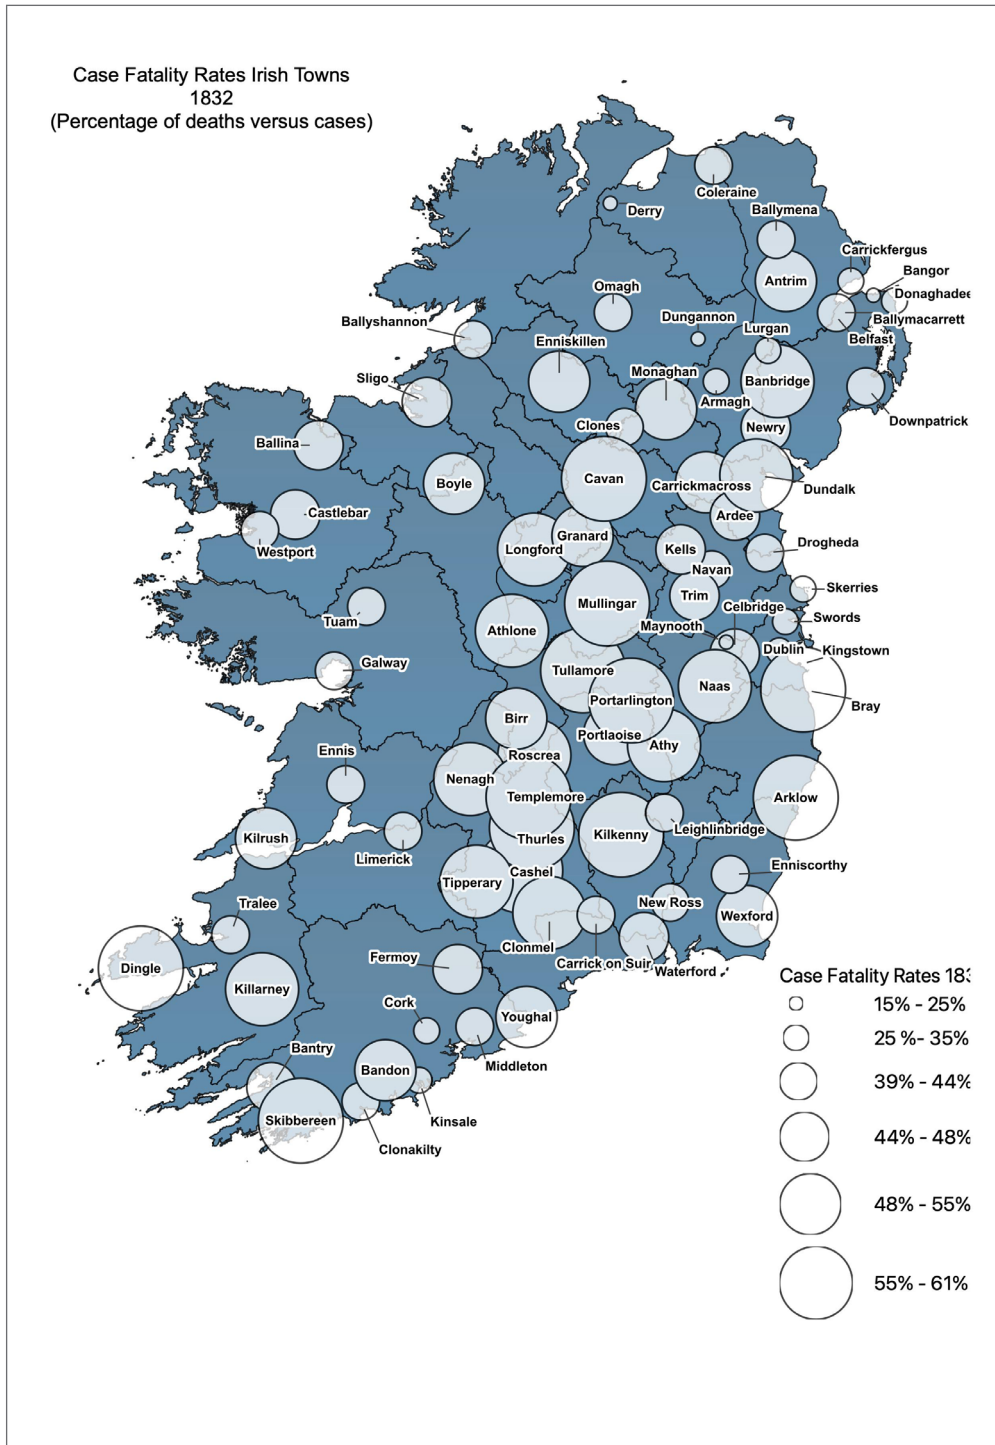 Case Fatality Rates Irish Towns
1832
(Percentage of deaths versus cases)
Coleraine
Derry
Ballymena
Carrickfergus
Bangor
Antrim
Omagh
Donaghadee
Ballymacarrett
Dungannon
Ballyshannon
Lurgan
Belfast
Enniskillen
Monaghan
Sligo
Banbridge
Armagh
Downpatrick
Clones
Newry
Ballina
Cavan
Boyle
Carrickmacross
Dundalk
Castlebar
Ardee
Granard
Longford
Kells
Drogheda
Westport
Navan
Skerries
Trim
Mullingar
Celbridge
Tuam
Swords
Maynooth
Athlone
Dublin
Kingstown
Galway
Tullamore
Naas
Portarlington
Bray
Birr
Portlaoise
Athy
Ennis
Roscrea
Nenagh
Templemore
Arklow
Leighlinbridge
Kilkenny
Kilrush
Thurles
Limerick
Enniscorthy
Cashel
Tipperary
Tralee
New Ross
Wexford
Clonmel
Fermoy
Carrick on Suir
Waterford
Dingle
Killarney
Cork
Youghal
Bantry
Middleton
Bandon
Skibbereen
Kinsale
Clonakilty
Case Fatality Rates 183
15% - 25%
25 %- 35%
39% - 44%
44% - 48%
48% - 55%
55% - 61%